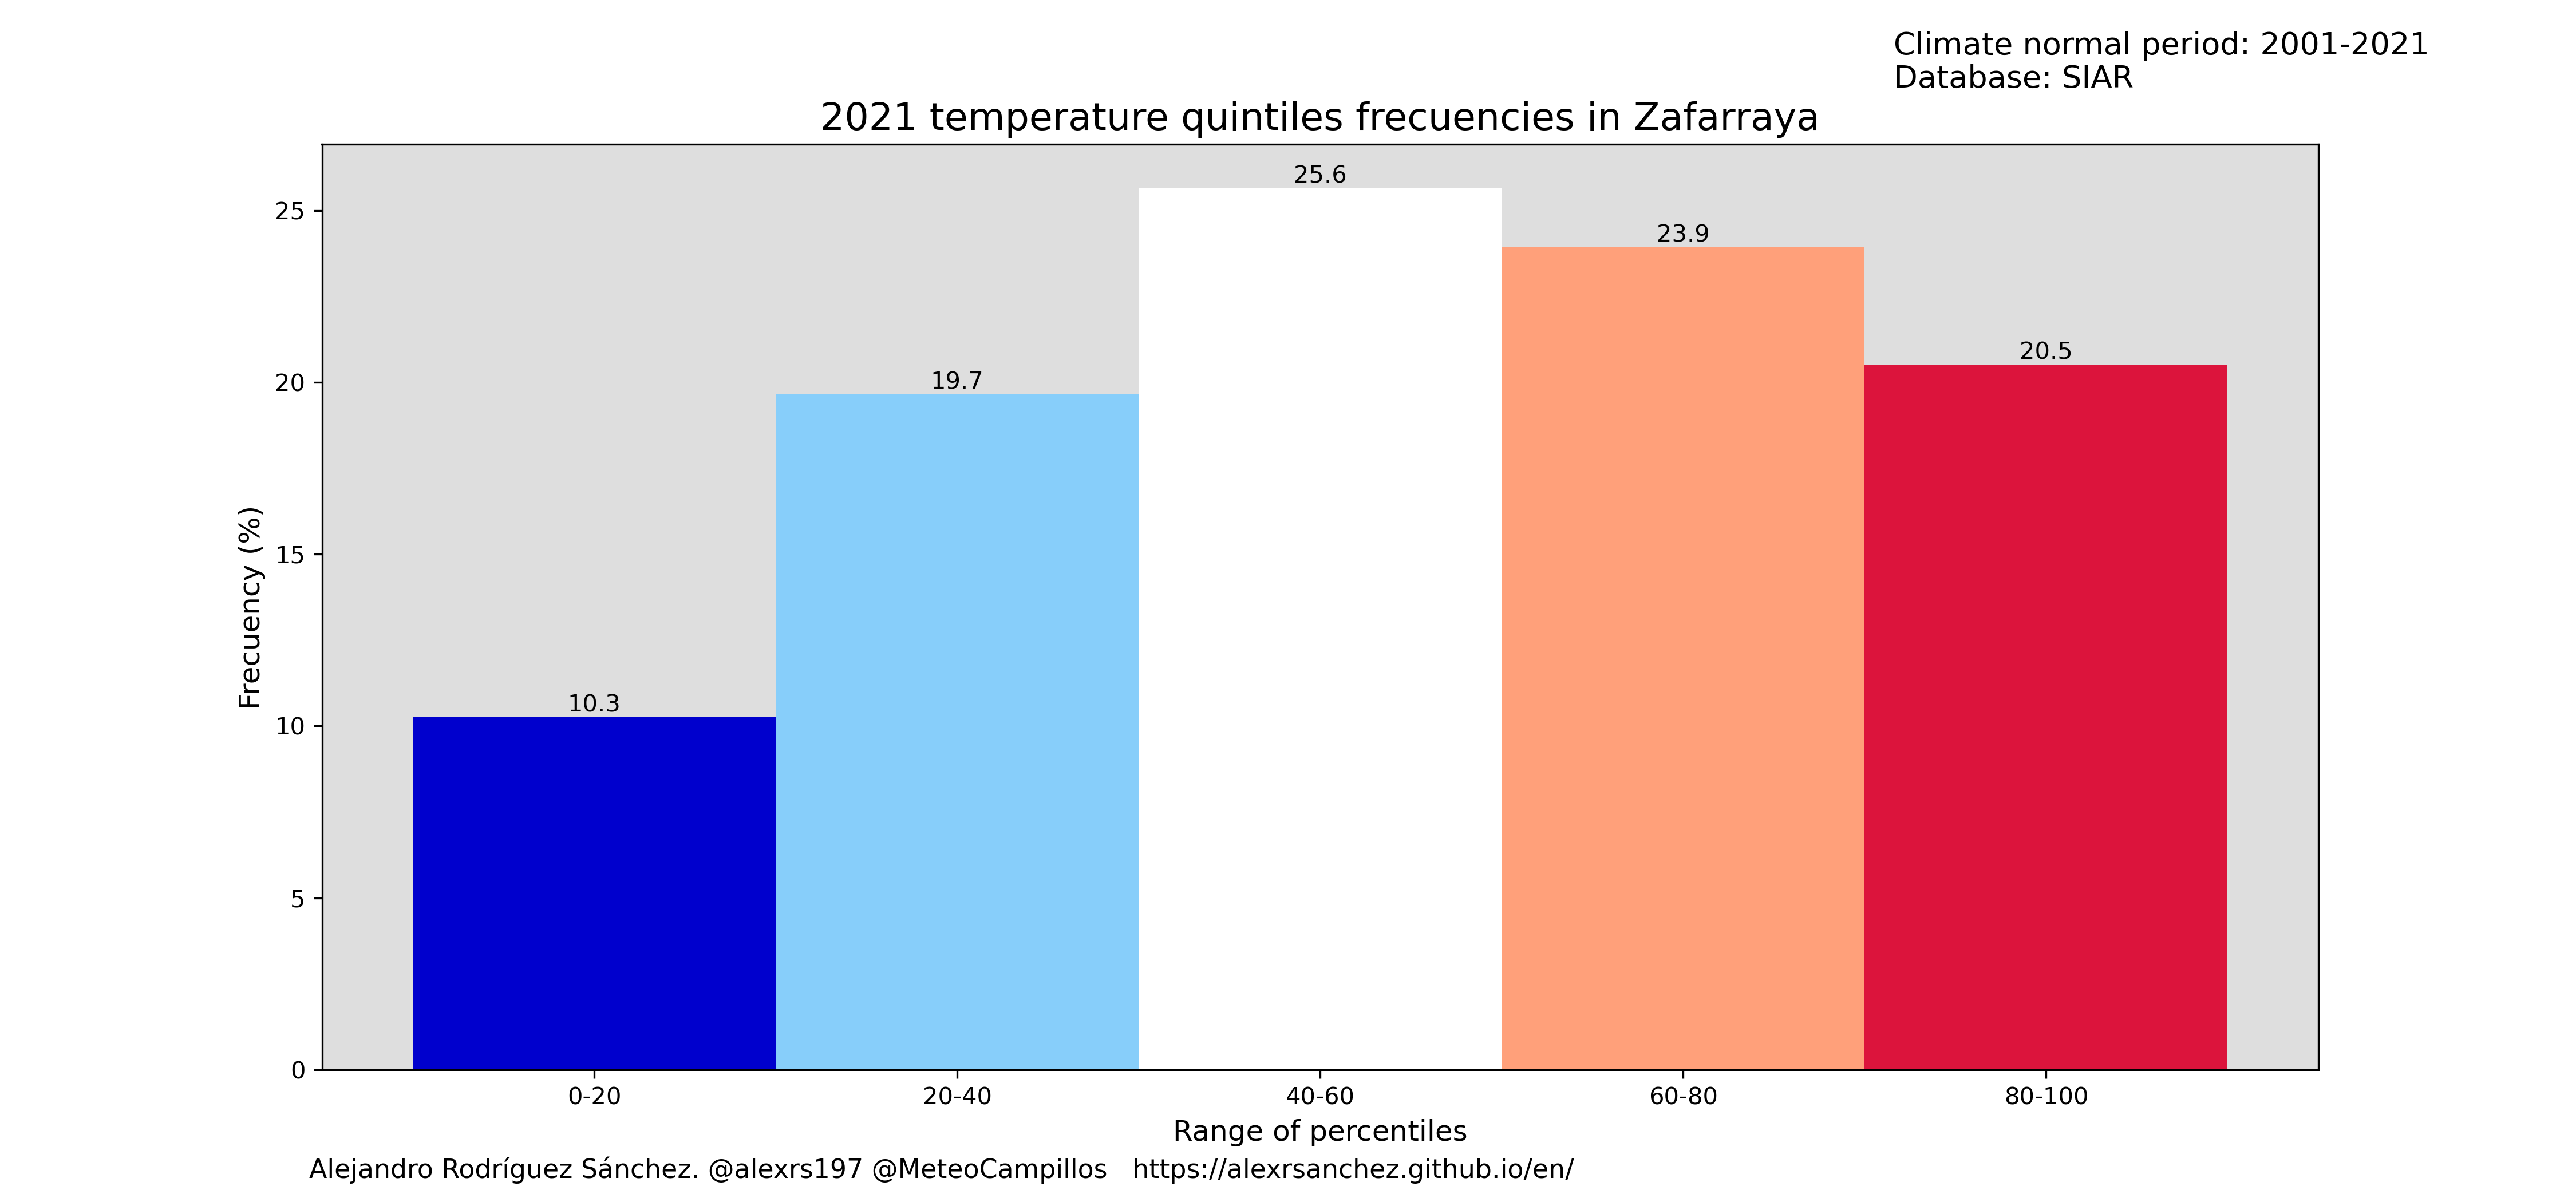 Climate normal period: 2001-2021
Database: SIAR
2021 temperature quintiles frecuencies in Zafarraya
25.6
23.9
20.5
19.7
10.3
25
20
15
10
5
0
Frecuency (%)
0-20 20-40 40-60 60-80 80-100
Range of percentiles
Alejandro Rodríguez Sánchez. @alexrs197 @MeteoCampillos https://alexrsanchez.github.io/en/